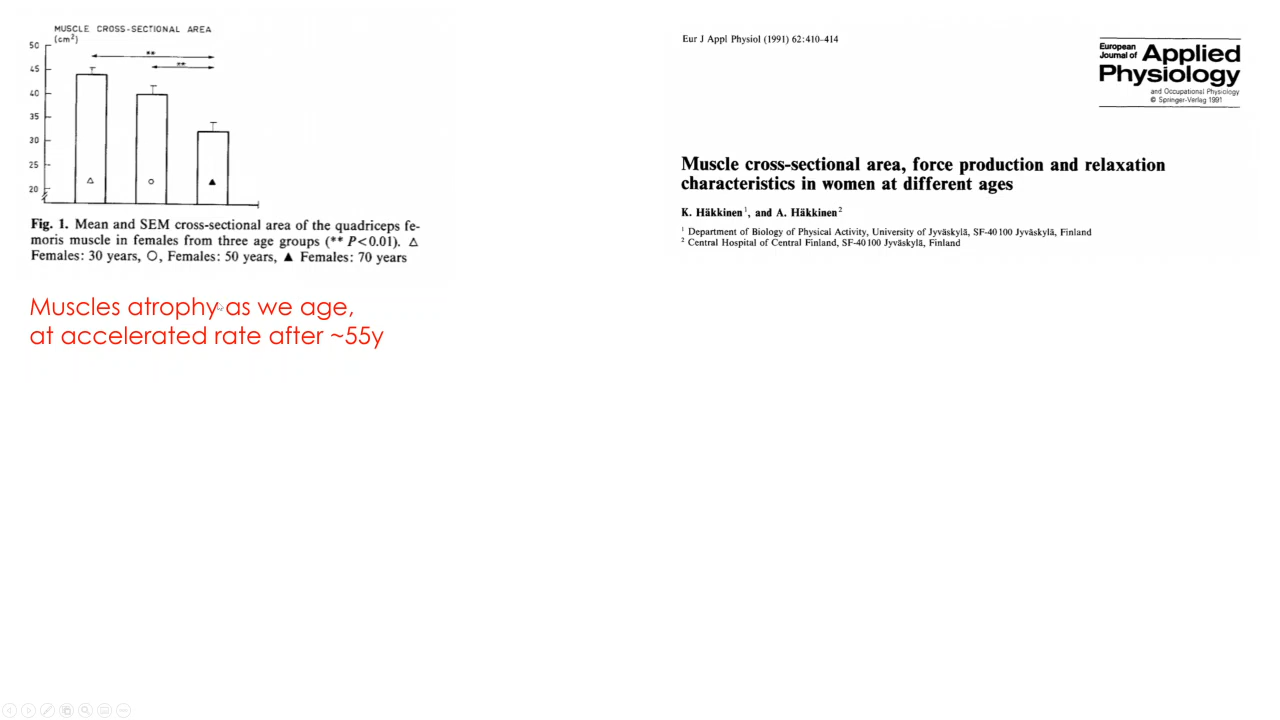 MUSCLE CROSS-SECTIONAL AREA
(cm²)
50
45
40
35
30
25
20
**
**
Fig. 1. Mean and SEM cross-sectional area of the quadriceps fe-
moris muscle in females from three age groups (** P<0.01). △
Females: 30 years, ○, Females: 50 years, ▲ Females: 70 years
Muscles atrophy as we age,
at accelerated rate after ~55y
Eur J Appl Physiol (1991) 62:410–414
European
Journal of Applied
Physiology
and Occupational Physiology
© Springer-Verlag 1991
Muscle cross-sectional area, force production and relaxation
characteristics in women at different ages
K. Häkkinen¹, and A. Häkkinen²
¹ Department of Biology of Physical Activity, University of Jyväskylä, SF-40100 Jyväskylä, Finland
² Central Hospital of Central Finland, SF-40100 Jyväskylä, Finland